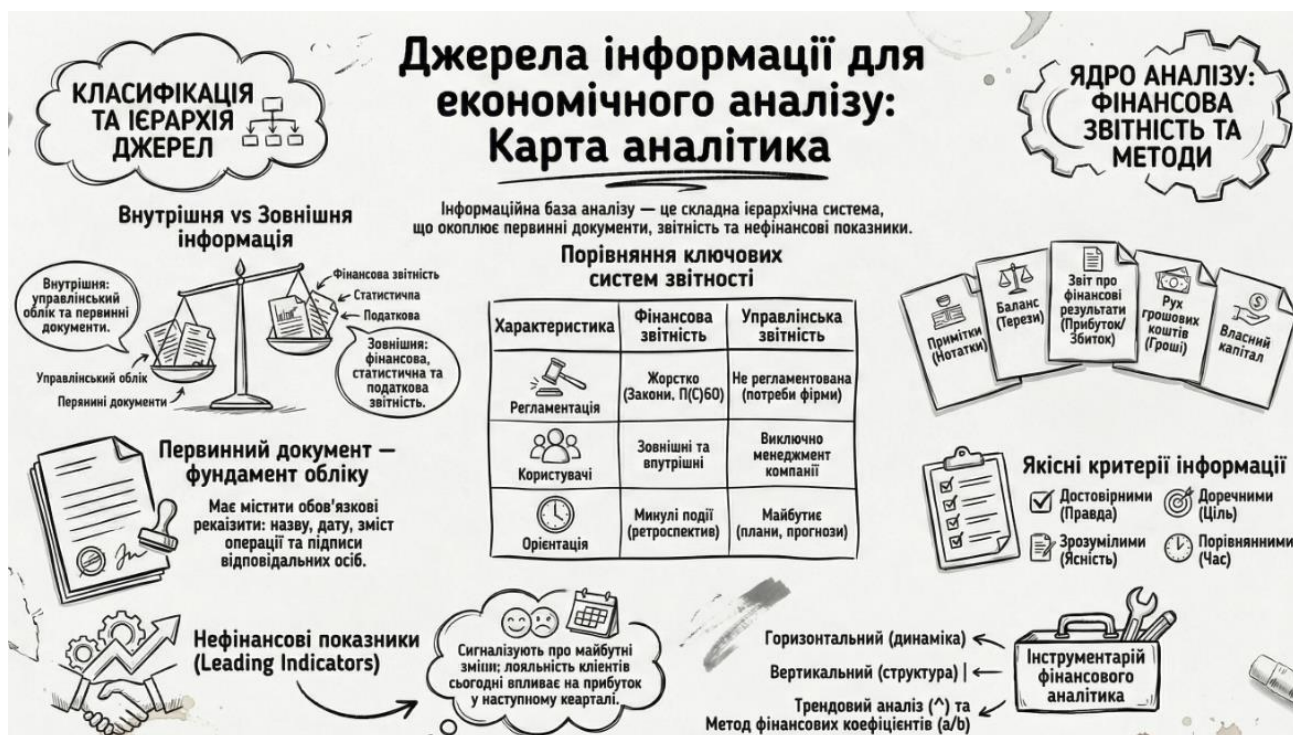 КЛАСИФІКАЦІЯ
ТА ІЄРАРХІЯ
ДЖЕРЕЛ
Джерела інформації для
економічного аналізу:
Карта аналітика
ЯДРО АНАЛІЗУ:
ФІНАНСОВА
ЗВІТНІСТЬ ТА
МЕТОДИ
Інформаційна база аналізу — це складна ієрархічна система,
що окоплює первинні документи, звітність та нефінансові показники.
Внутрішня vs Зовнішня
інформація
Внутрішня:
управлінський
облік та первинні
документи.
Фінансова звітність
Статистичпа
Податкова
Зовнішня:
фінансова,
статистична та
податкова
звітність.
Управлінський облік
Перянині документи
Первинний документ —
фундамент обліку
Має містити обов'язкові
рекаізити: назву, дату, зміст
операції та підписи
відповідальних осіб.
Нефінансові показники
(Leading Indicators)
Сигналізують про майбутні
зміши; лояльність клієнтів
сьогодні впливає на прибуток
у наступному кеарталі.
Порівняння ключових
систем звітності
Характеристика
Фінансова
звітність
Управлінська
звітність
Регламентація
Жорстко
(Закони, П(С)БО)
Не регламентована
(потреби фірми)
Користувачі
Зовнішні та
впутрішні
Виключно
менеджмент
компанії
Орієнтація
Минулі події
(ретроспектив)
Майбутиє
(плани, прогнози)
Примітки
(Нотатки)
Баланс
(Терези)
Звіт про
фінансові
результати
(Прибуток/
Збиток)
Рух
грошових
коштів
(Гроші)
Власний
капітал
Якісні критерії інформації
Достовірними
(Правда)
Доречними
(Ціль)
Зрозумілими
(Ясність)
Порівнянними
(Час)
Горизонтальний (динаміка)
Вертикальний (структура) |
Трендовий аналіз (^) та
Метод фінансових коефіцієнтів (a/b)
Інструментарій
фінансового
аналітика